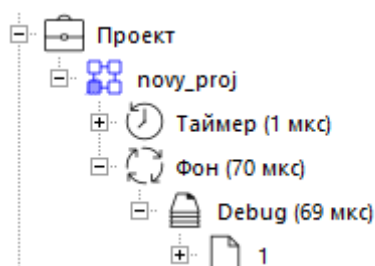 Проект
novy_proj
Таймер (1 мкс)
Фон (70 мкс)
Debug (69 мкс)
1